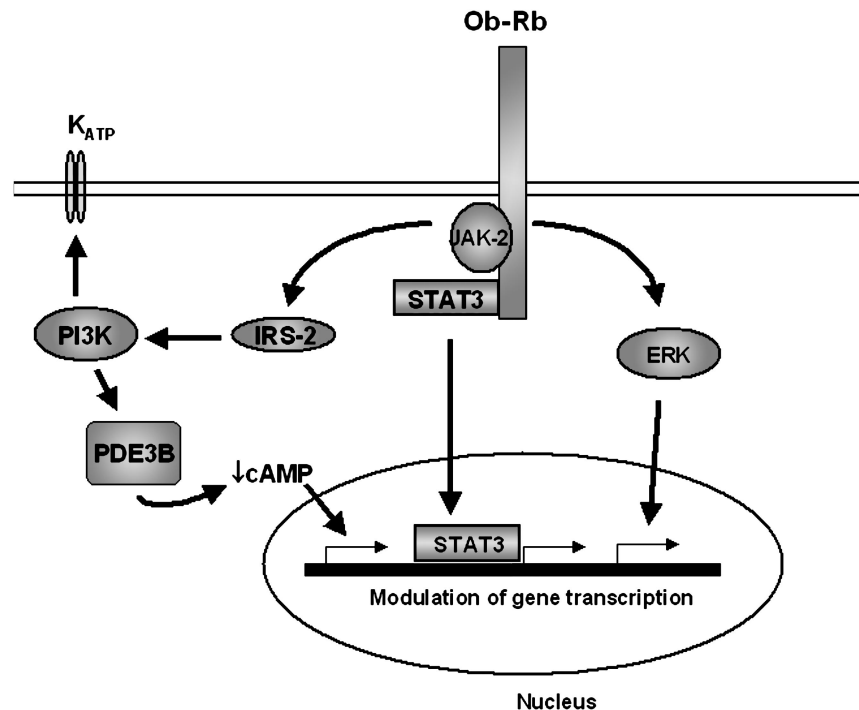 Ob-Rb
KATP
JAK-2
STAT3
PI3K
IRS-2
ERK
PDE3B
↓cAMP
STAT3
Modulation of gene transcription
Nucleus